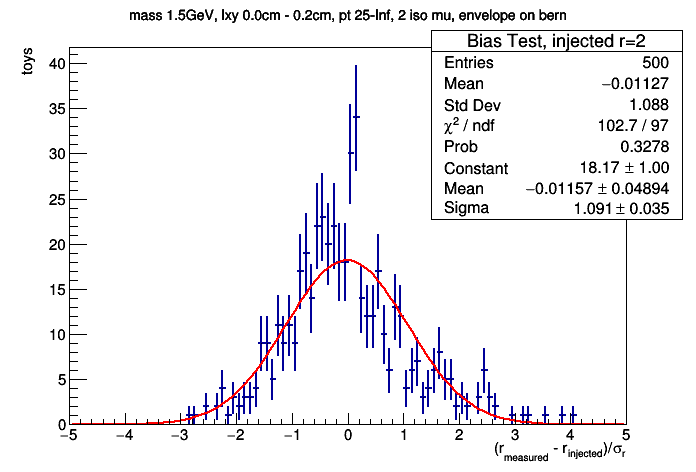 mass 1.5GeV, lxy 0.0cm - 0.2cm, pt 25-Inf, 2 iso mu, envelope on bern
Bias Test, injected r=2
Entries 500
Mean −0.01127
Std Dev 1.088
χ² / ndf 102.7 / 97
Prob 0.3278
Constant 18.17 ± 1.00
Mean −0.01157 ± 0.04894
Sigma 1.091 ± 0.035
toys
40
35
30
25
20
15
10
5
0
−5 −4 −3 −2 −1 0 1 2 3 4 5
(r_measured - r_injected)/σ_r